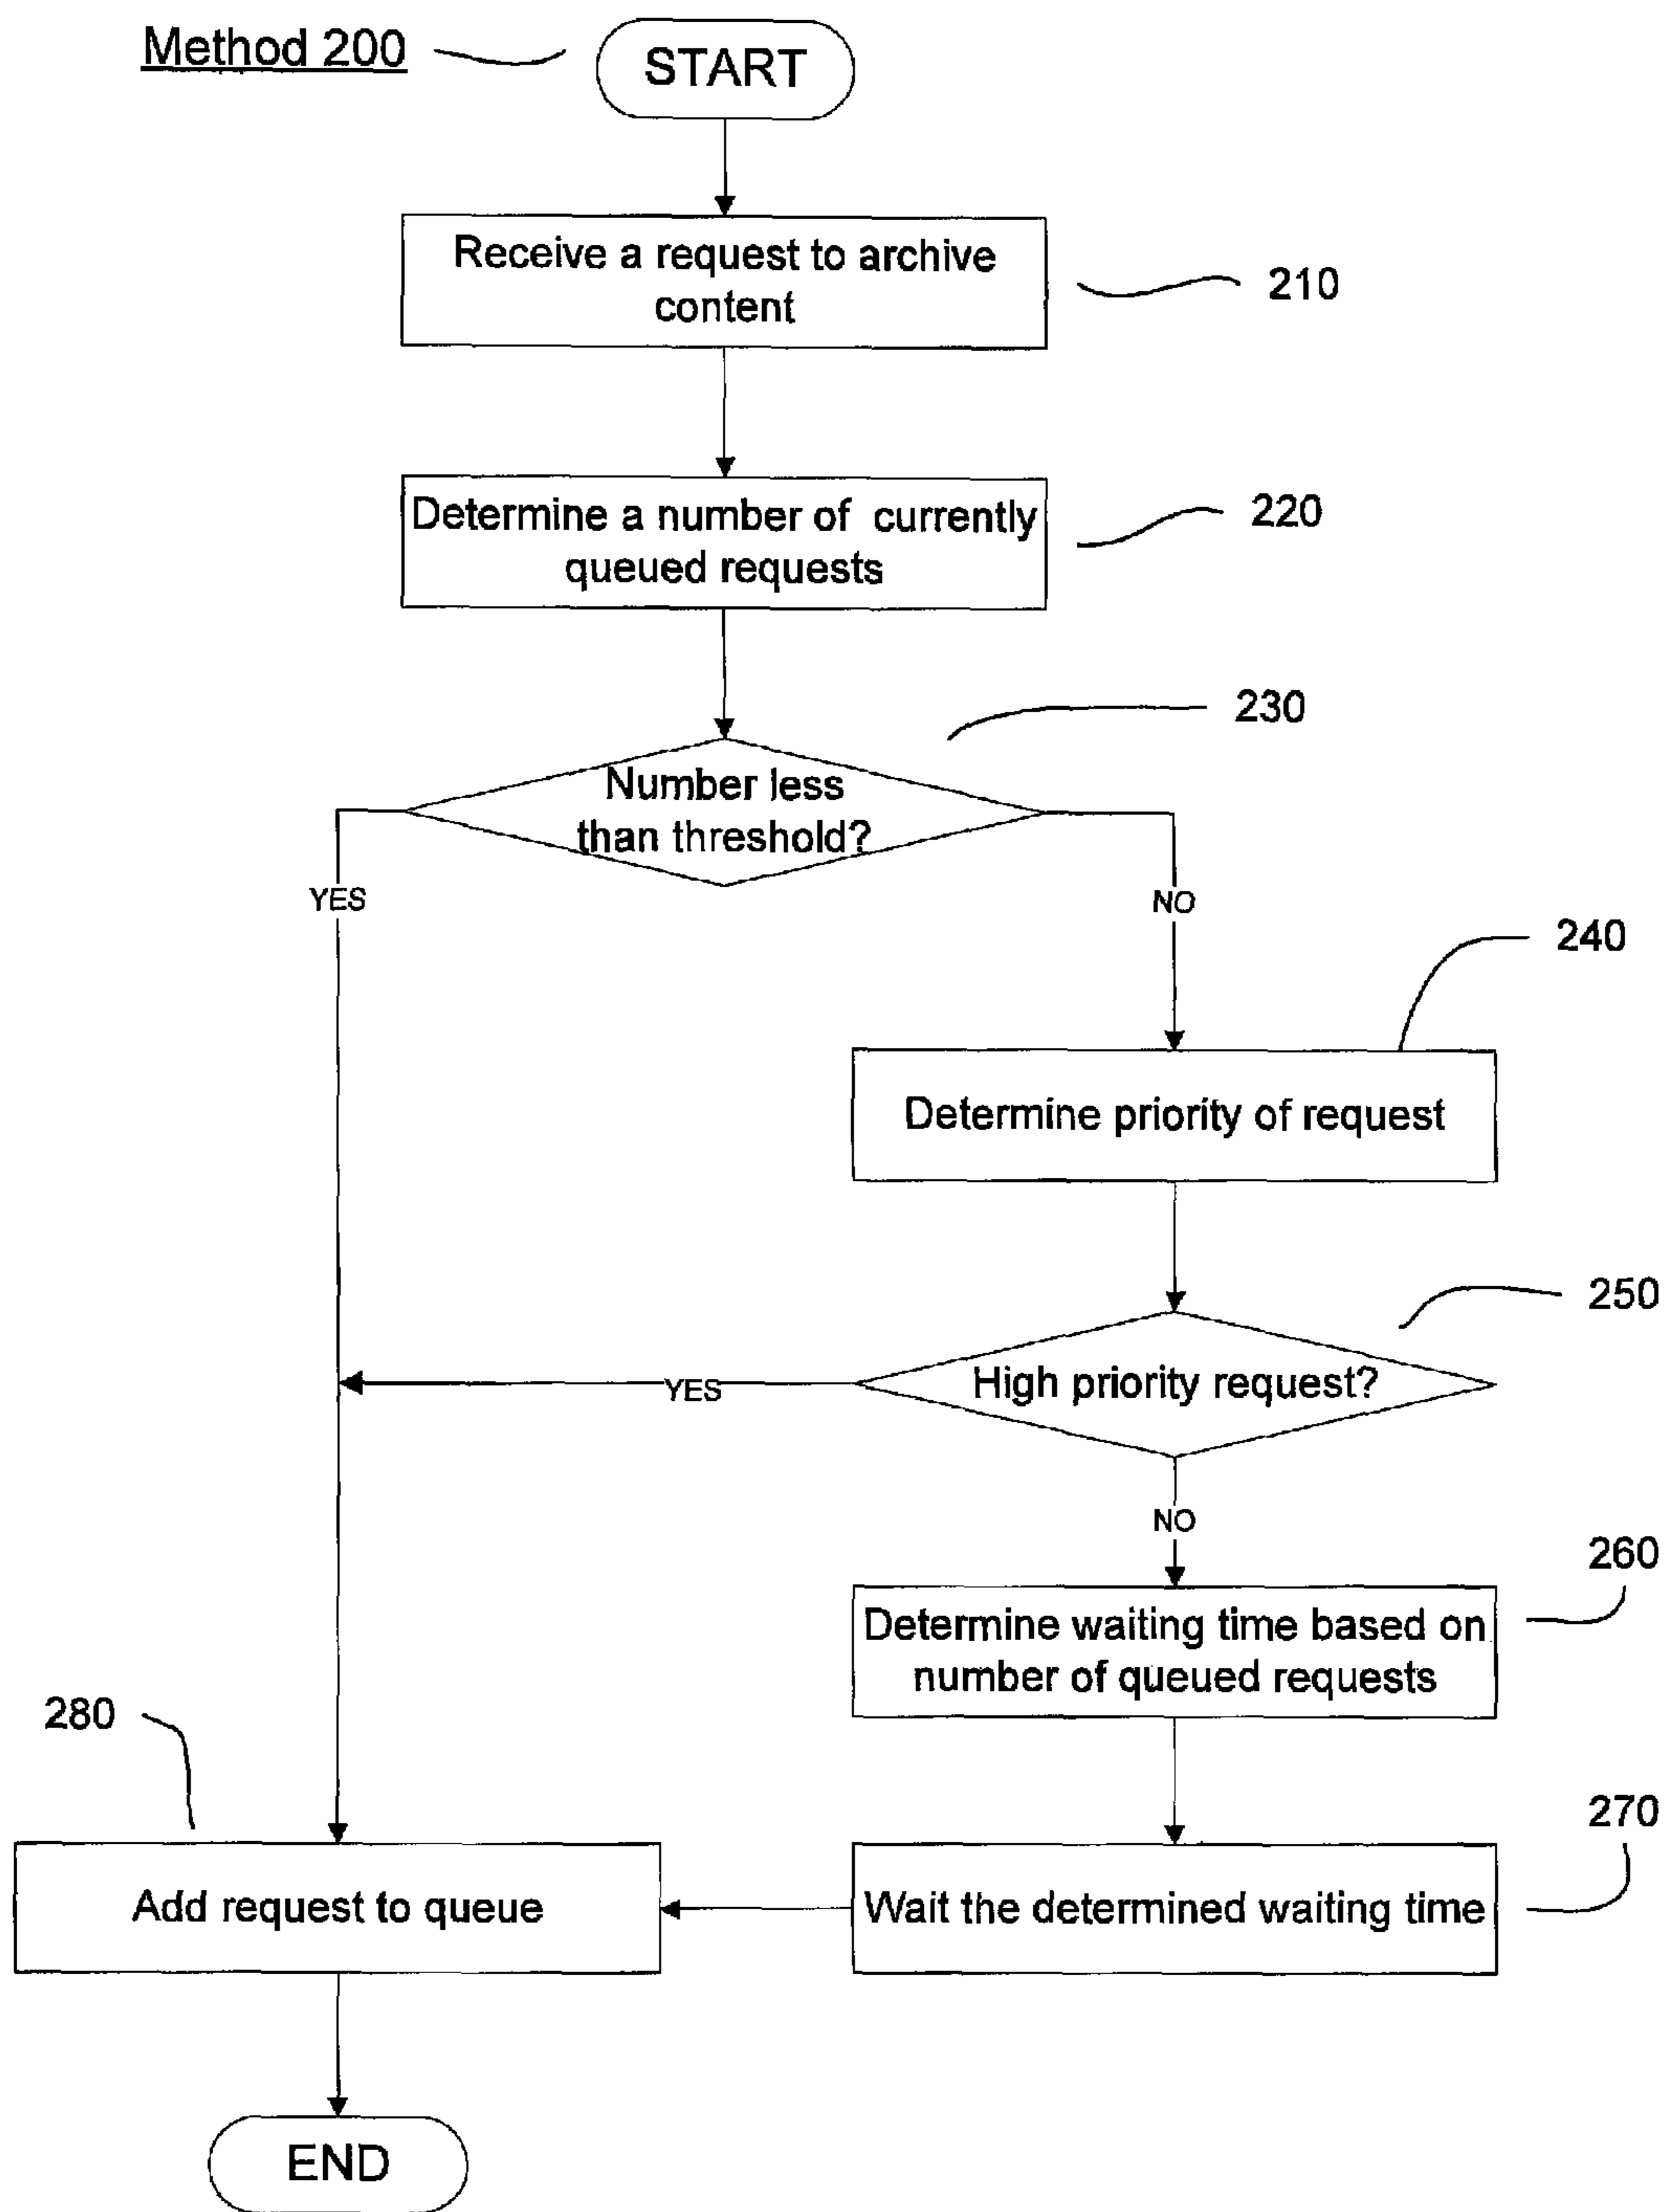 Method 200
START
Receive a request to archive
content
210
Determine a number of currently
queued requests
220
230
Number less
than threshold?
YES
NO
240
Determine priority of request
250
High priority request?
YES
NO
260
Determine waiting time based on
number of queued requests
280
270
Add request to queue
Wait the determined waiting time
END